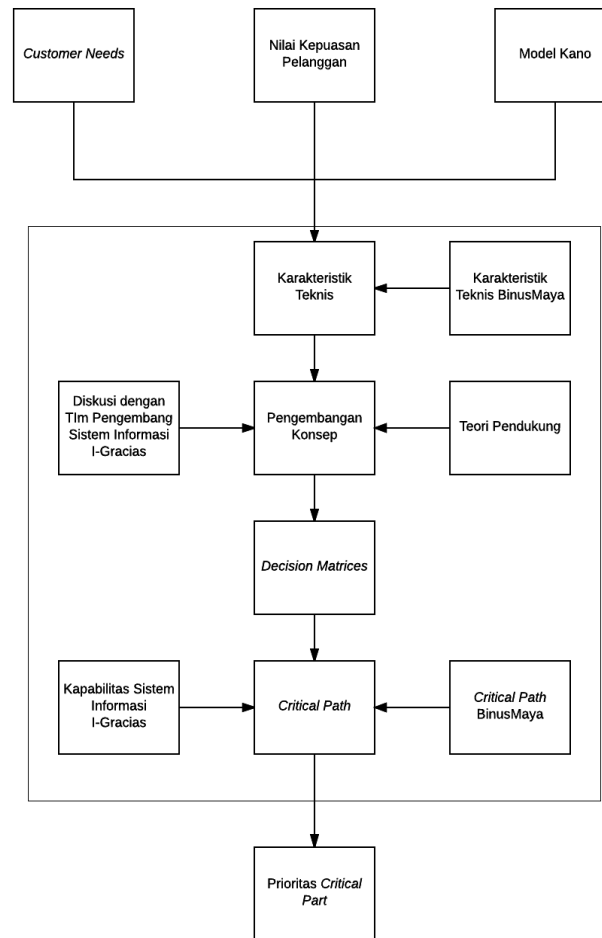 Customer Needs
Nilai Kepuasan
Pelanggan
Model Kano
Karakteristik
Teknis
Karakteristik
Teknis BinusMaya
Diskusi dengan
TIm Pengembang
Sistem Informasi
I-Gracias
Pengembangan
Konsep
Teori Pendukung
Decision Matrices
Kapabilitas Sistem
Informasi
I-Gracias
Critical Path
Critical Path
BinusMaya
Prioritas Critical
Part